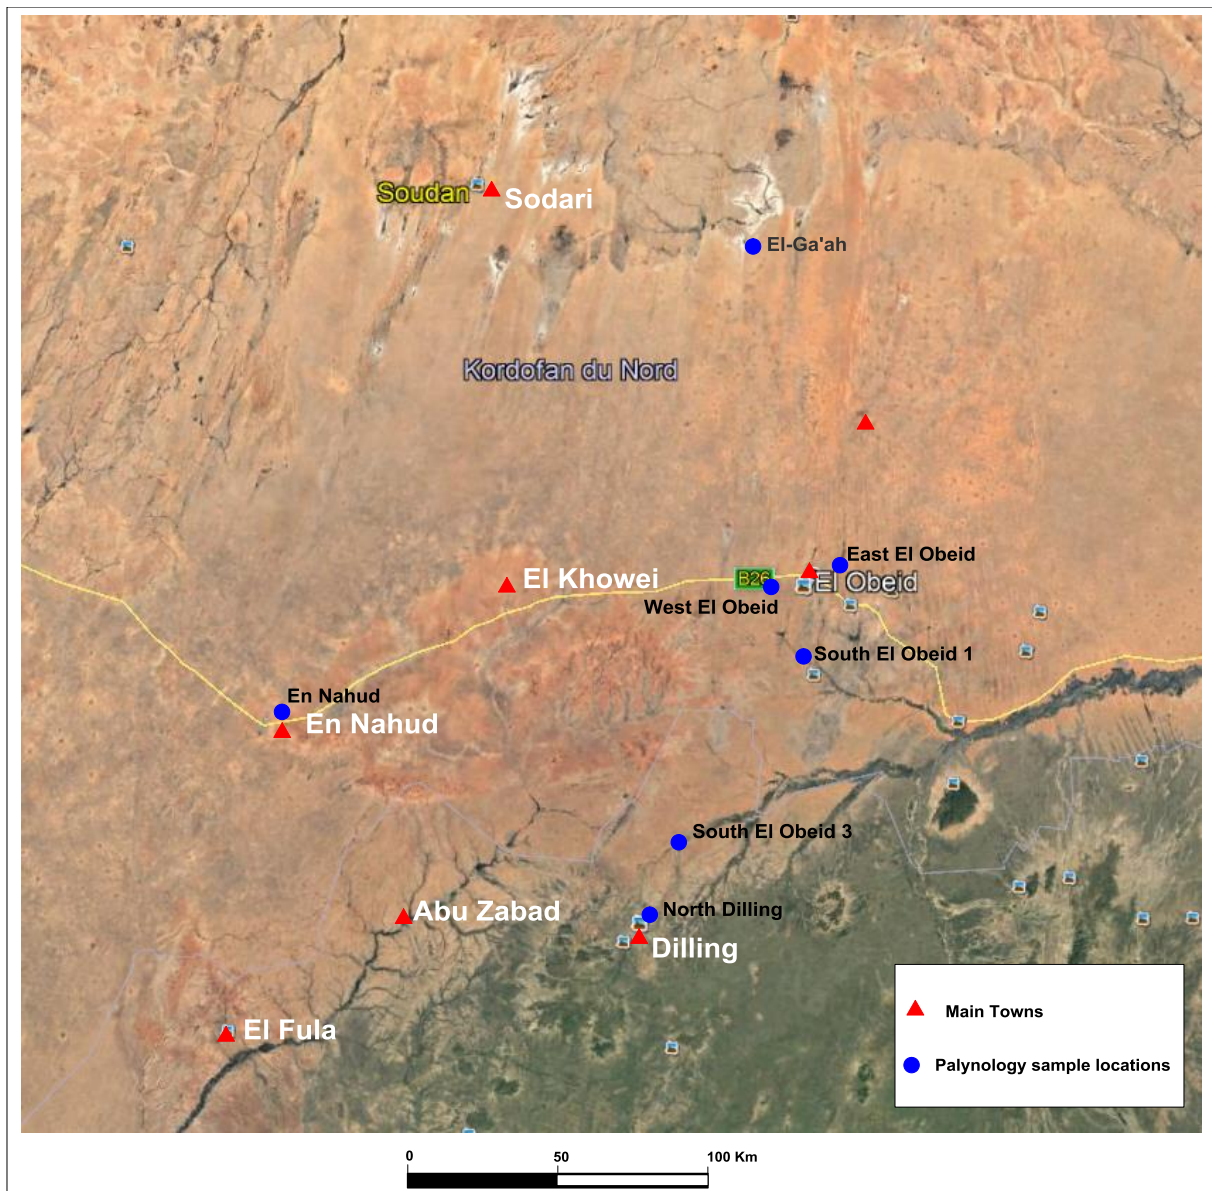 Soudan
Sodari
El-Ga'ah
Kordofan du Nord
East El Obeid
El Khowei
B26
El Obeid
West El Obeid
South El Obeid 1
En Nahud
En Nahud
South El Obeid 3
Abu Zabad
North Dilling
Dilling
El Fula
Main Towns
Palynology sample locations
0 50 100 Km